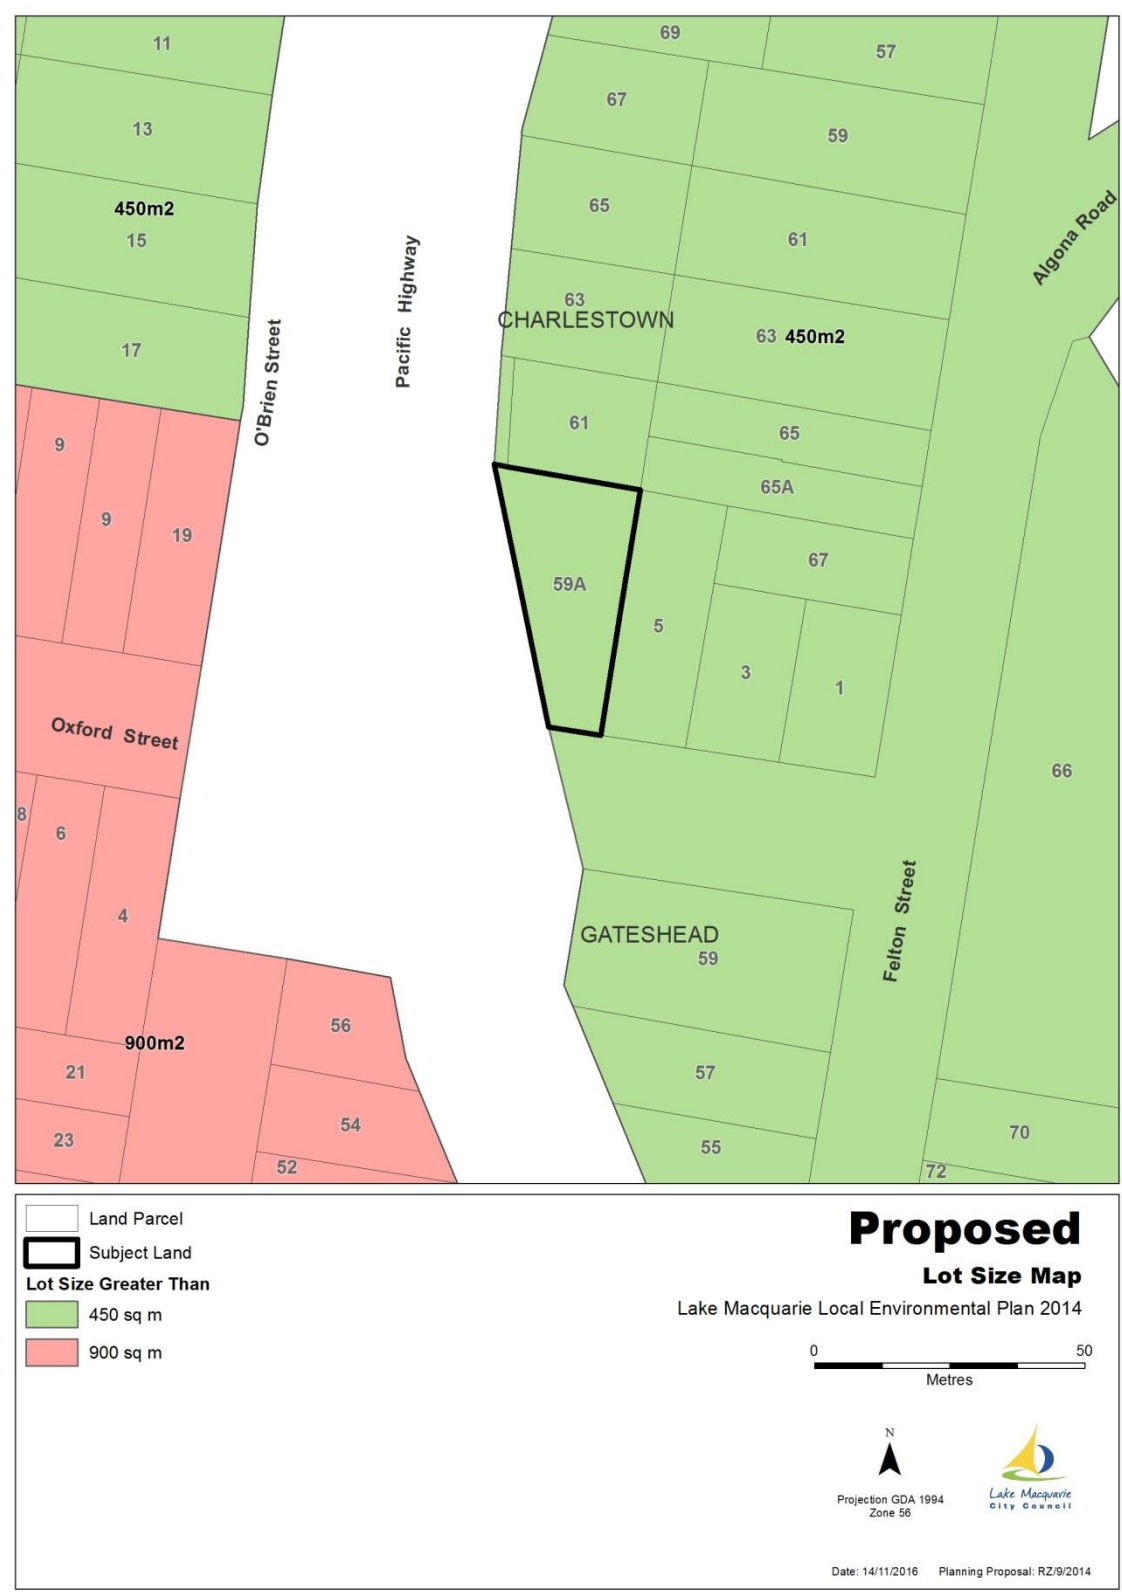 11
69
57
67
13
59
Algona Road
65
450m2
15
61
Pacific Highway
63
CHARLESTOWN
63 450m2
17
O'Brien Street
61
65
9
65A
9
19
67
59A
5
3
1
Oxford Street
66
8
6
4
Felton Street
GATESHEAD
59
56
900m2
21
57
54
70
23
55
52
72
Land Parcel
Subject Land
Lot Size Greater Than
450 sq m
900 sq m
Proposed
Lot Size Map
Lake Macquarie Local Environmental Plan 2014
0 50
Metres
N
Projection GDA 1994
Zone 56
Lake Macquarie
City Council
Date: 14/11/2016 Planning Proposal: RZ/9/2014